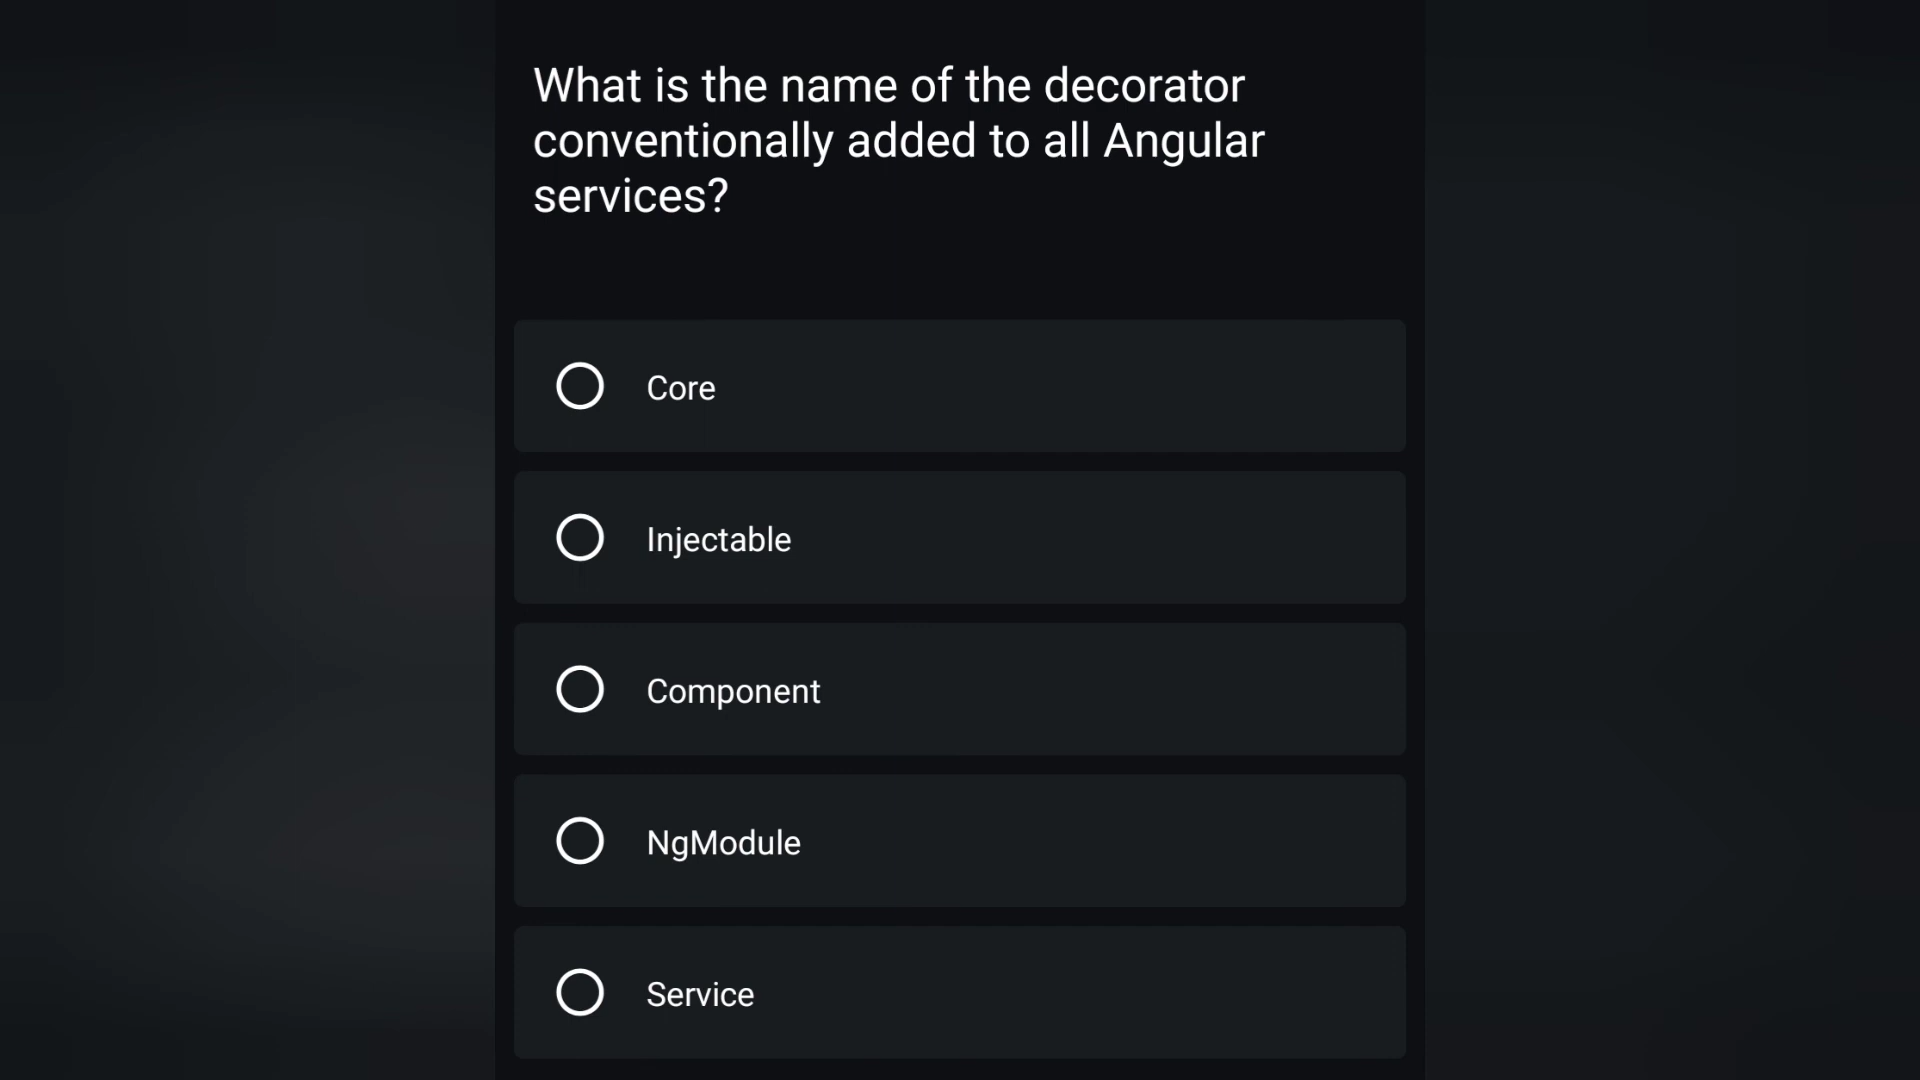 What is the name of the decorator
conventionally added to all Angular
services?
Core
Injectable
Component
NgModule
Service